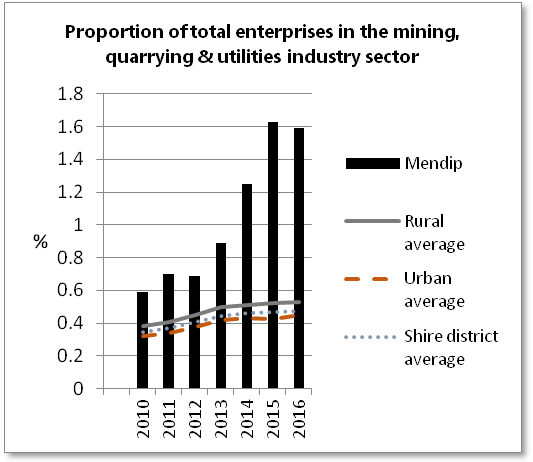 Proportion of total enterprises in the mining,
quarrying & utilities industry sector
1.8
1.6
1.4
1.2
1
0.8
0.6
0.4
0.2
0
%
2010
2011
2012
2013
2014
2015
2016
Mendip
Rural
average
Urban
average
Shire district
average